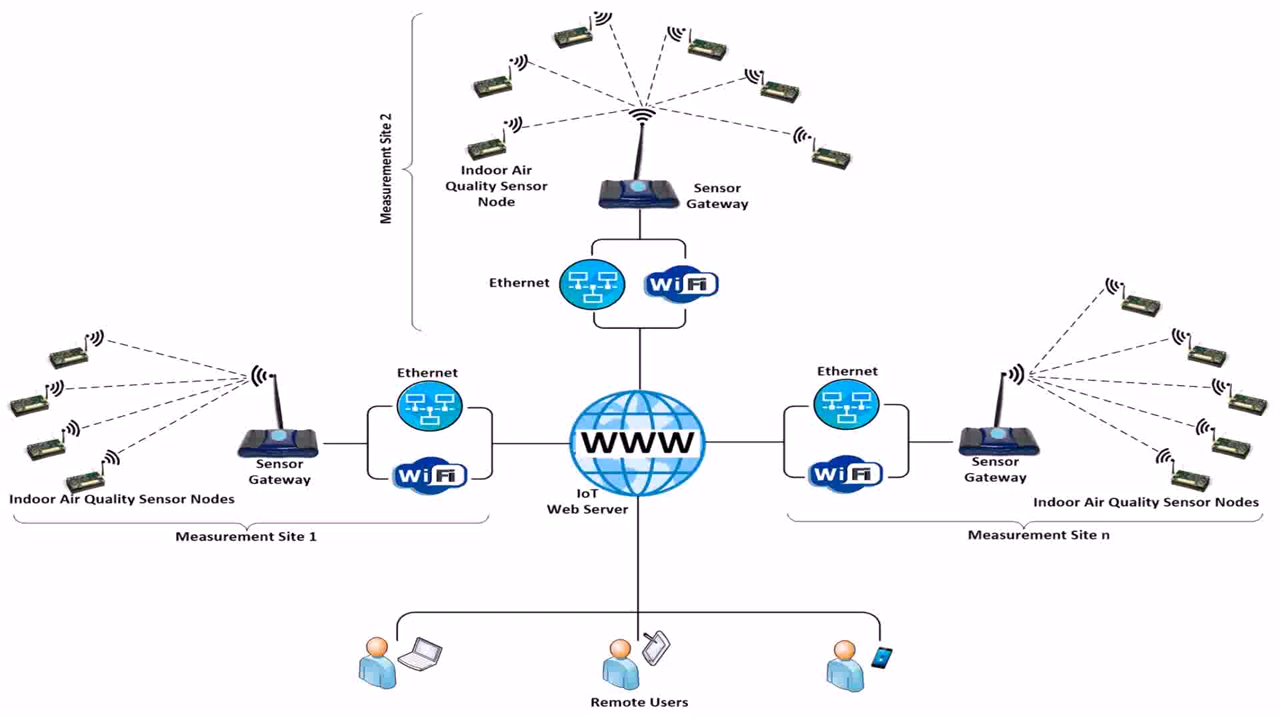 Measurement Site 2
Indoor Air
Quality Sensor
Node
Sensor
Gateway
Ethernet
WiFi
Ethernet
WiFi
Sensor
Gateway
Indoor Air Quality Sensor Nodes
Measurement Site 1
WWW
IoT
Web Server
Ethernet
WiFi
Sensor
Gateway
Indoor Air Quality Sensor Nodes
Measurement Site n
Remote Users